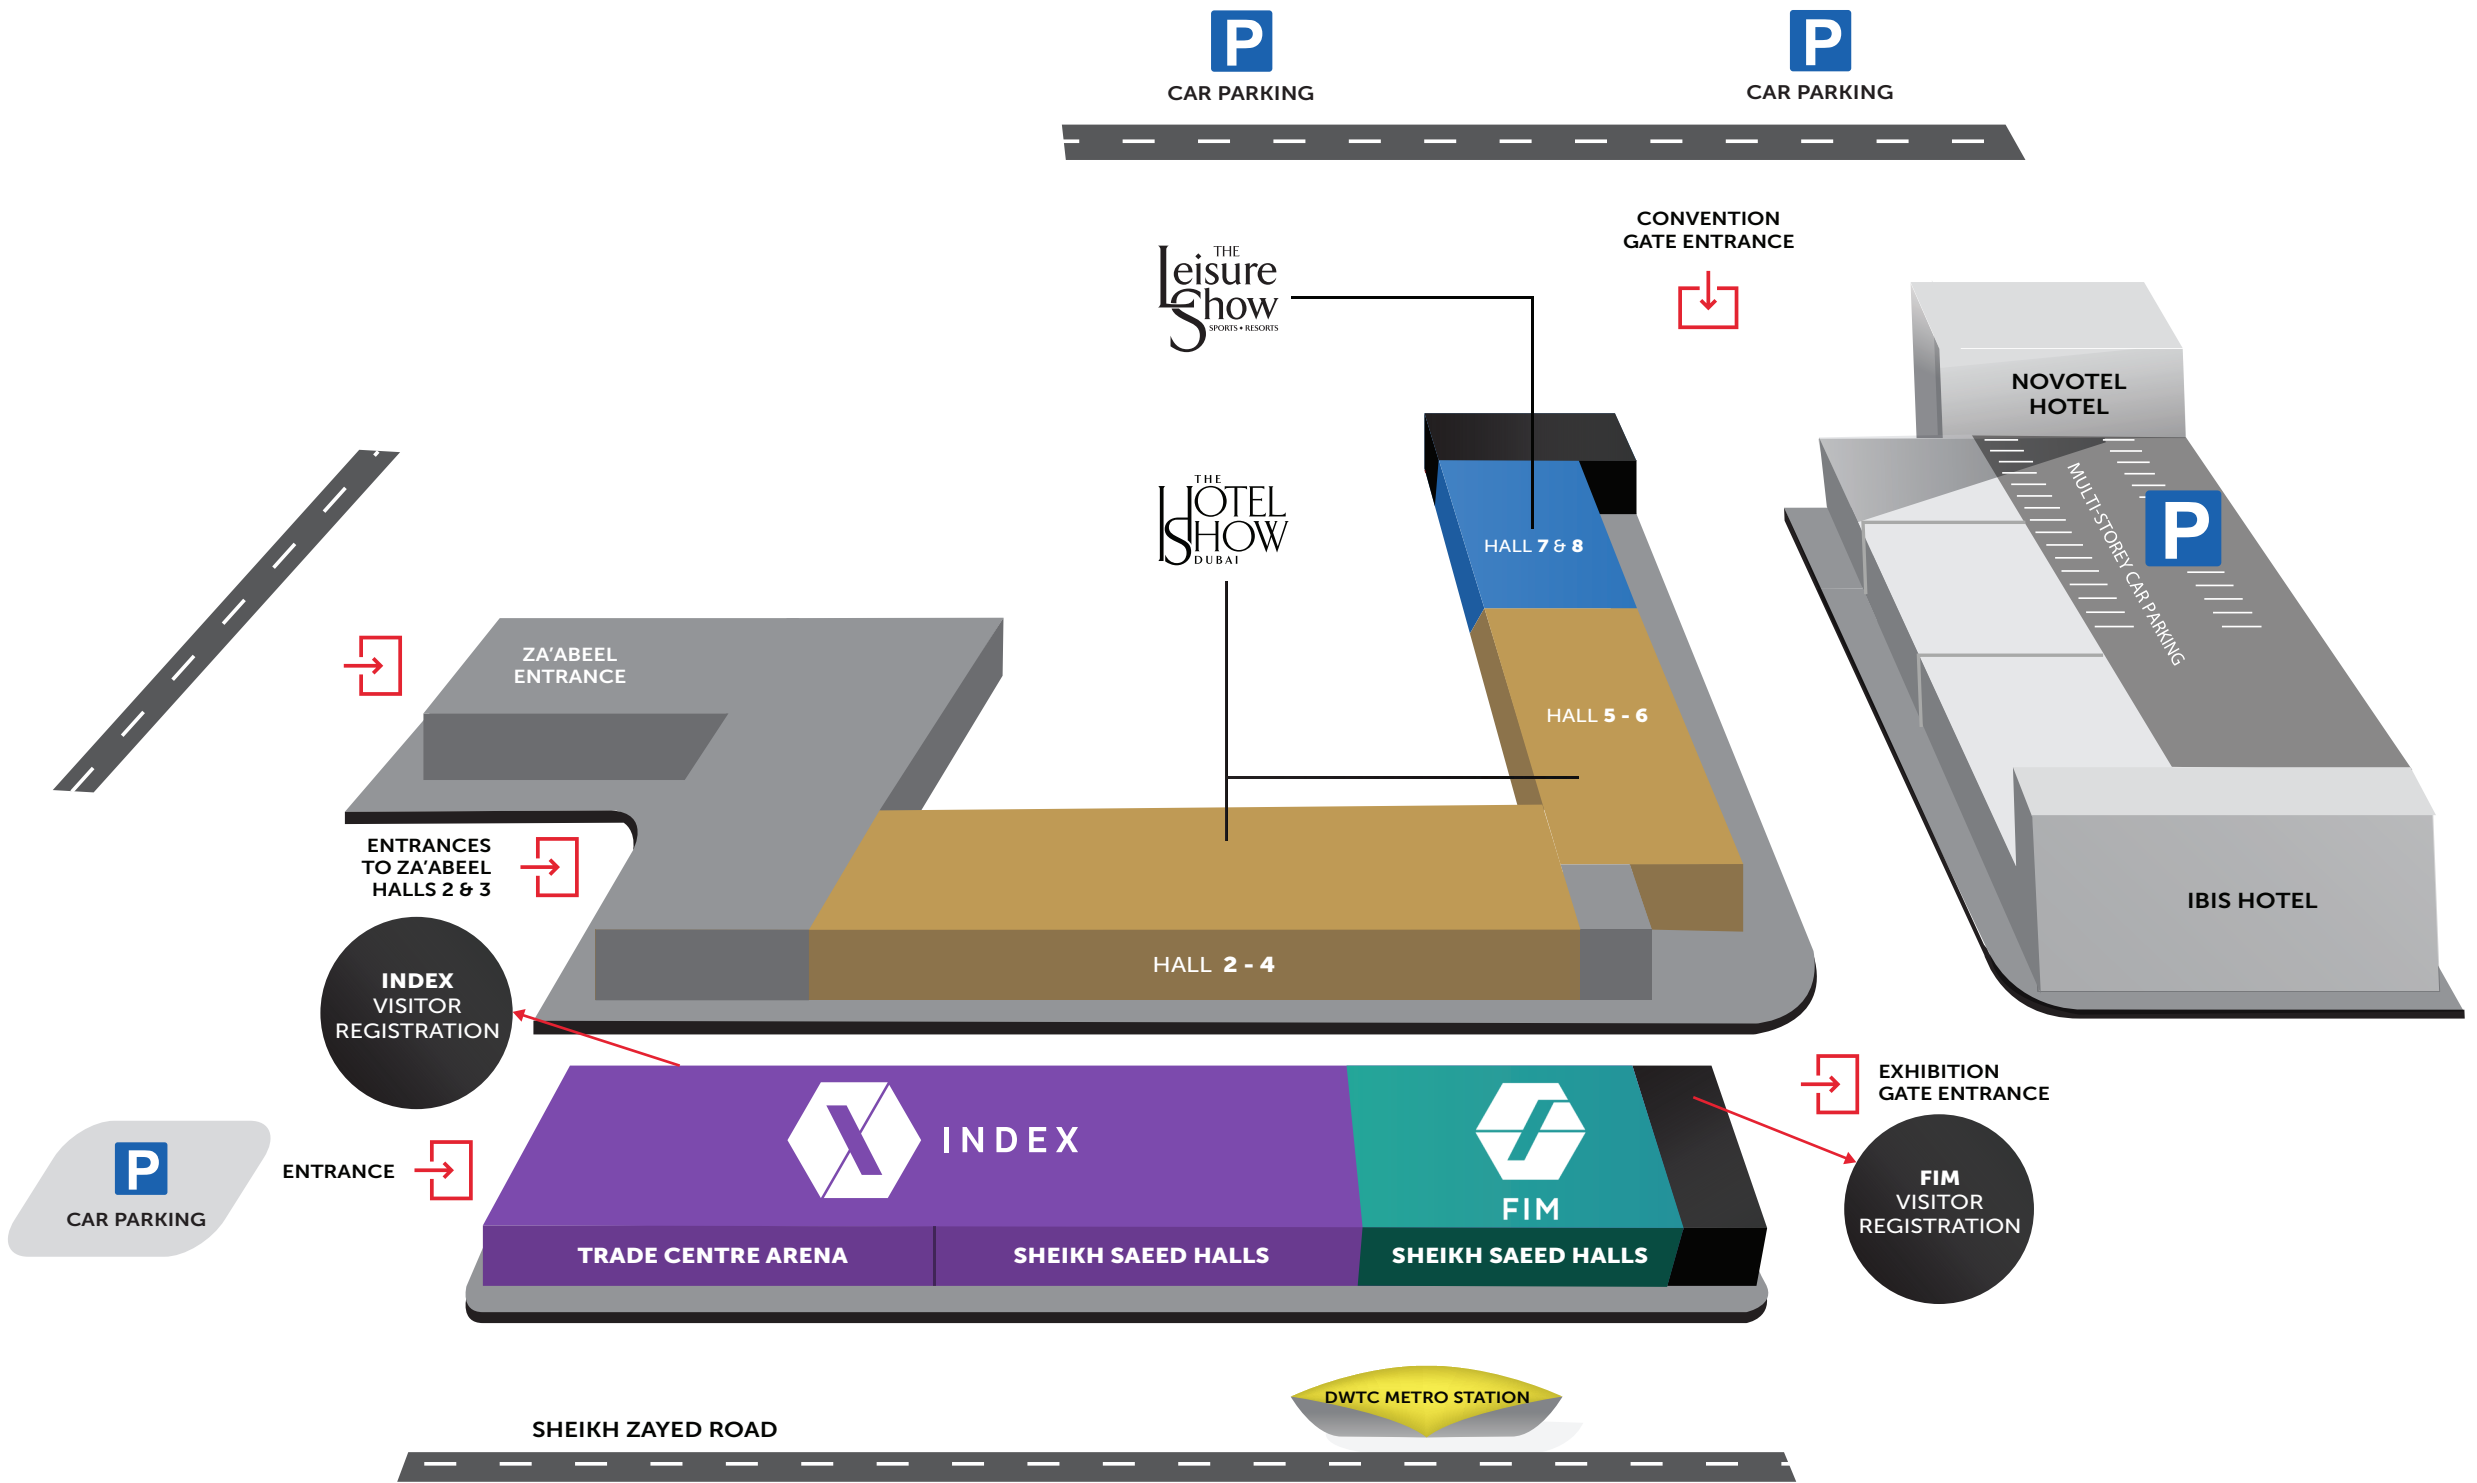 P
CAR PARKING
P
CAR PARKING
CONVENTION
GATE ENTRANCE
THE
Leisure
Show
SPORTS • RESORTS
NOVOTEL
HOTEL
THE
HOTEL
SHOW
DUBAI
HALL 7 & 8
MULTI-STOREY CAR PARKING
P
ZA'ABEEL
ENTRANCE
HALL 5 - 6
ENTRANCES
TO ZA'ABEEL
HALLS 2 & 3
IBIS HOTEL
HALL 2 - 4
INDEX
VISITOR
REGISTRATION
EXHIBITION
GATE ENTRANCE
INDEX
FIM
P
CAR PARKING
ENTRANCE
FIM
VISITOR
REGISTRATION
TRADE CENTRE ARENA
SHEIKH SAEED HALLS
SHEIKH SAEED HALLS
DWTC METRO STATION
SHEIKH ZAYED ROAD